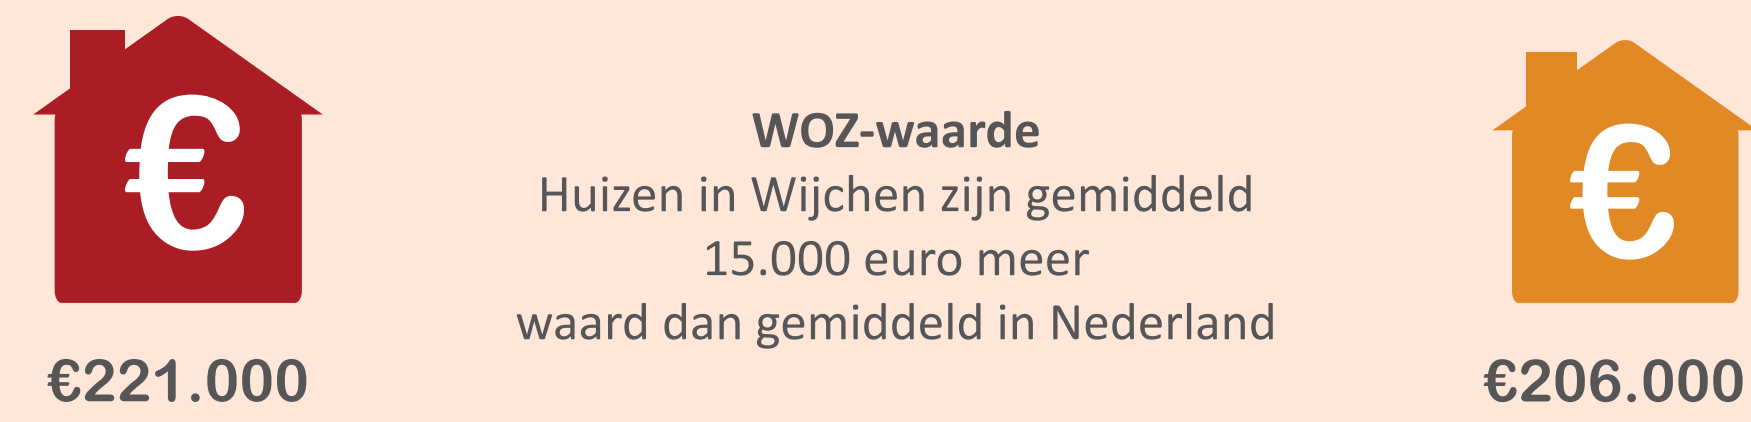 €
WOZ-waarde
Huizen in Wijchen zijn gemiddeld
15.000 euro meer
waard dan gemiddeld in Nederland
€221.000
€
€206.000